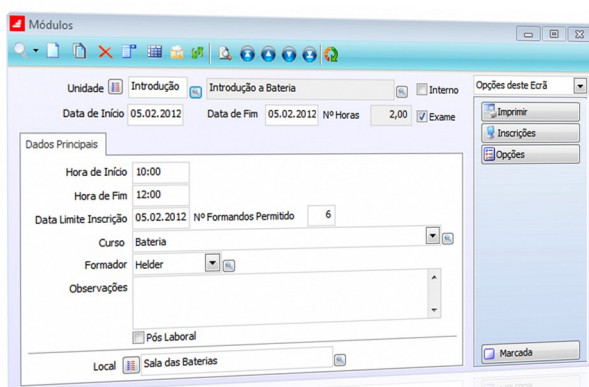 Módulos
Unidade Introdução Introdução a Bateria Interno
Data de Início 05.02.2012 Data de Fim 05.02.2012 Nº Horas 2,00 Exame
Dados Principais
Hora de Início 10:00
Hora de Fim 12:00
Data Limite Inscrição 05.02.2012 Nº Formandos Permitido 6
Curso Bateria
Formador Helder
Observações
Pós Laboral
Local Sala das Baterias
Opções deste Ecrã
Imprimir
Inscrições
Opções
Marcada